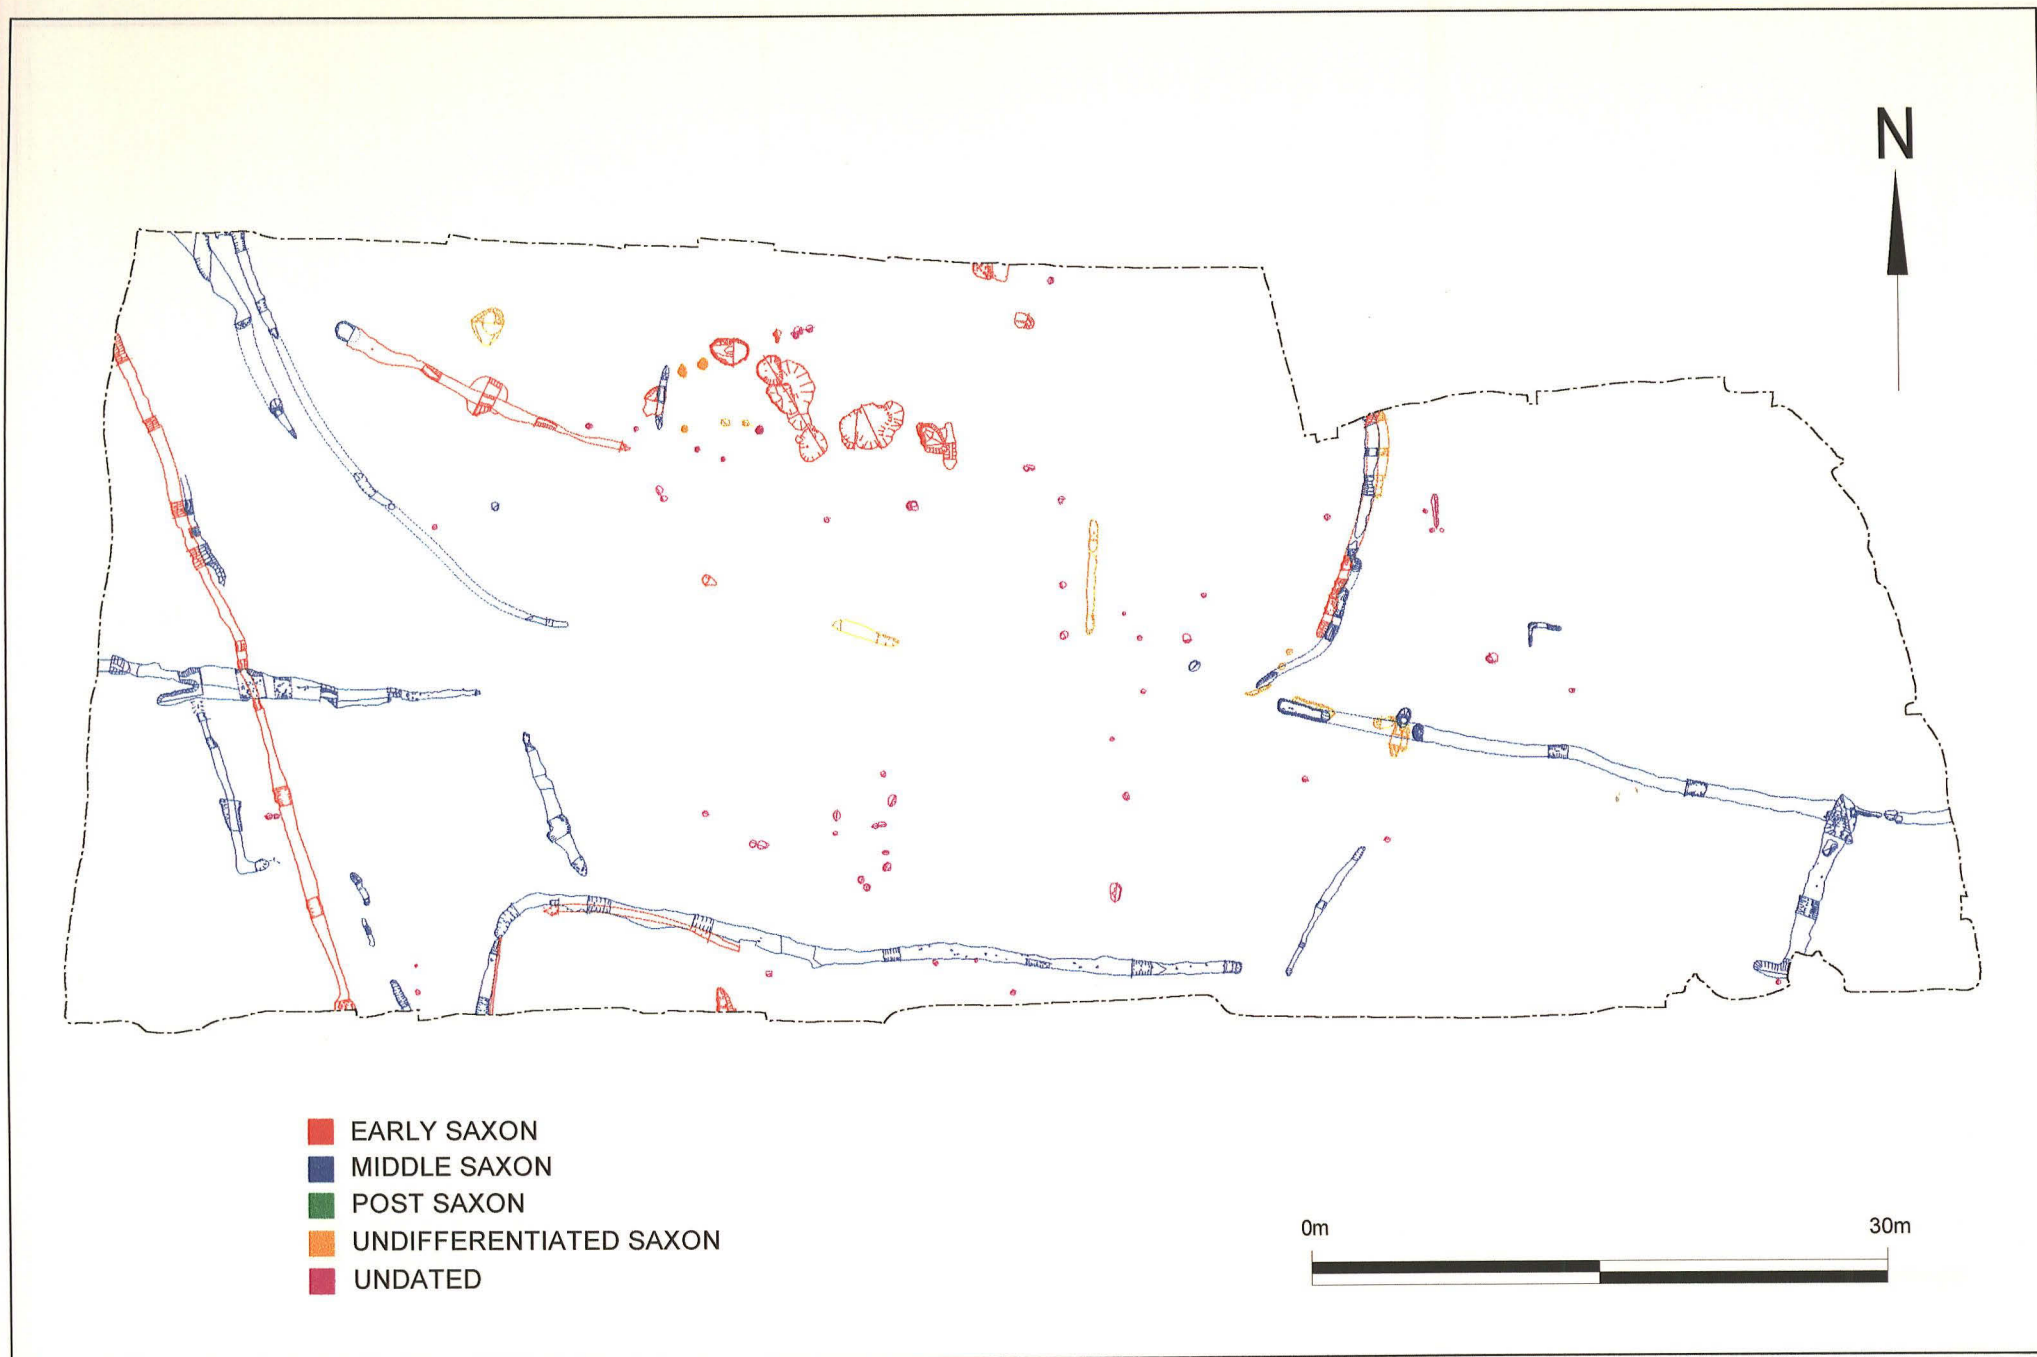 N
EARLY SAXON
MIDDLE SAXON
POST SAXON
UNDIFFERENTIATED SAXON
UNDATED
0m 30m